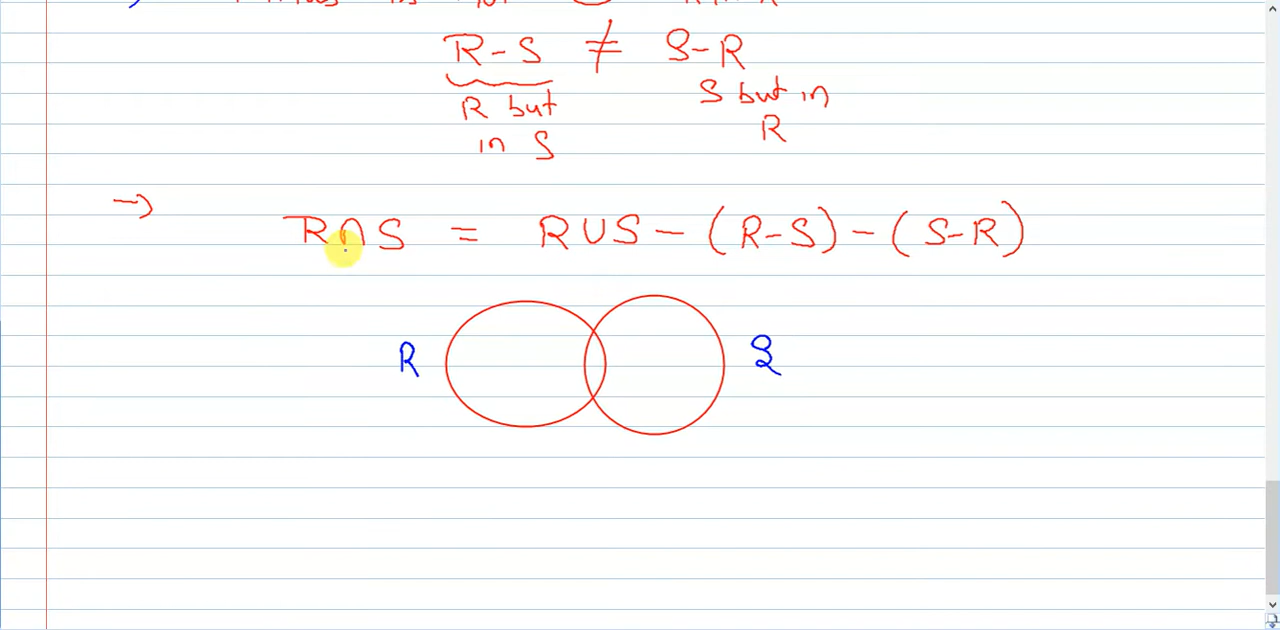 R-S ≠ S-R
R but
in S
S but in
R
→ R∩S = R∪S - (R-S) - (S-R)
R